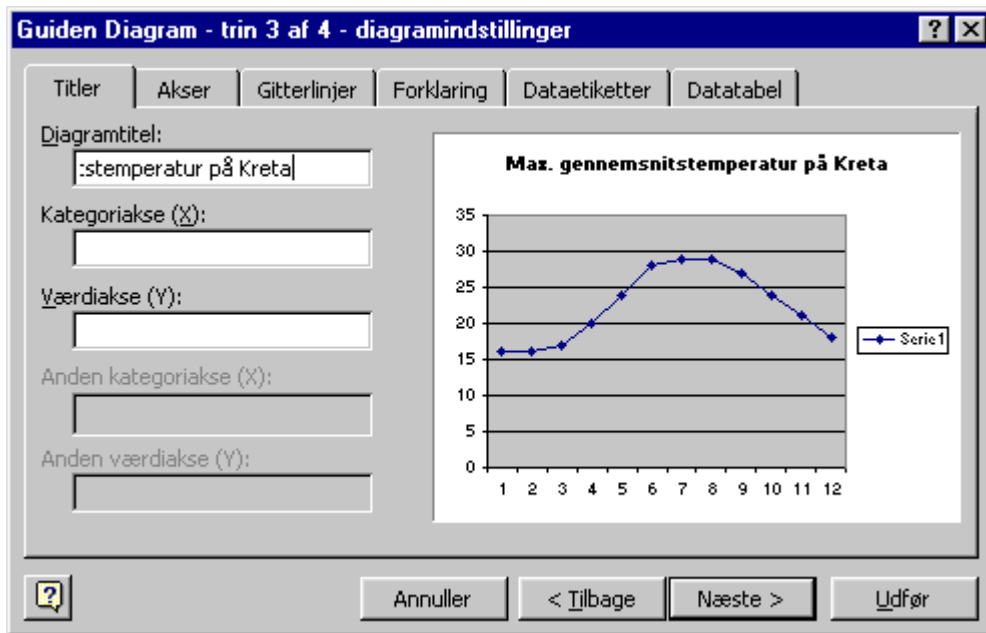 Guiden Diagram - trin 3 af 4 - diagramindstillinger
Titler Akser Gitterlinjer Forklaring Dataetiketter Datatabel
Diagramtitel:
stemperatur på Kreta
Kategoriakse (X):
Værdiakse (Y):
Anden kategoriakse (X):
Anden værdiakse (Y):
Max. gennemsnitstemperatur på Kreta
35
30
25
20
15
10
5
0
1 2 3 4 5 6 7 8 9 10 11 12
Serie1
Annuller < Tilbage Næste > Udfør